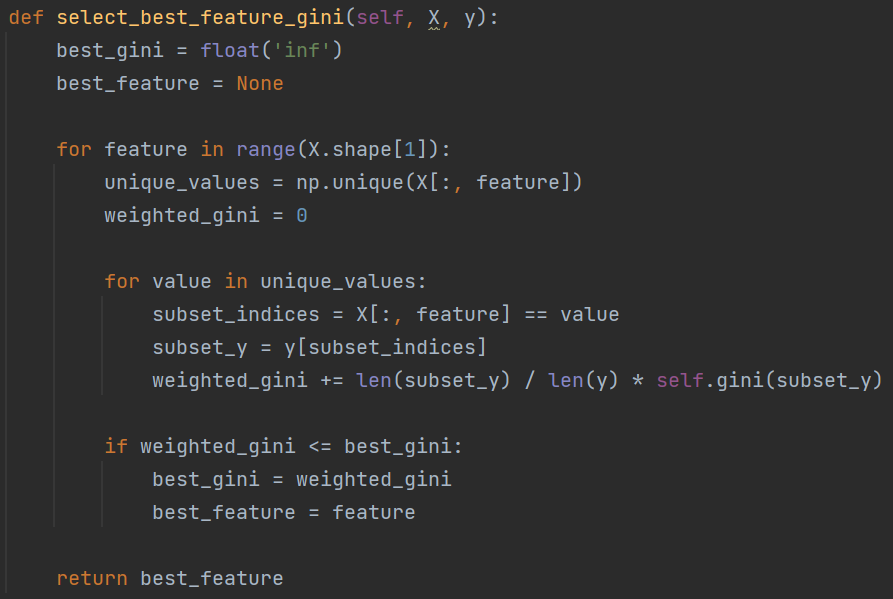 def select_best_feature_gini(self, X, y):
    best_gini = float('inf')
    best_feature = None
    for feature in range(X.shape[1]):
        unique_values = np.unique(X[:, feature])
        weighted_gini = 0
        for value in unique_values:
            subset_indices = X[:, feature] == value
            subset_y = y[subset_indices]
            weighted_gini += len(subset_y) / len(y) * self.gini(subset_y)
        if weighted_gini <= best_gini:
            best_gini = weighted_gini
            best_feature = feature
    return best_feature